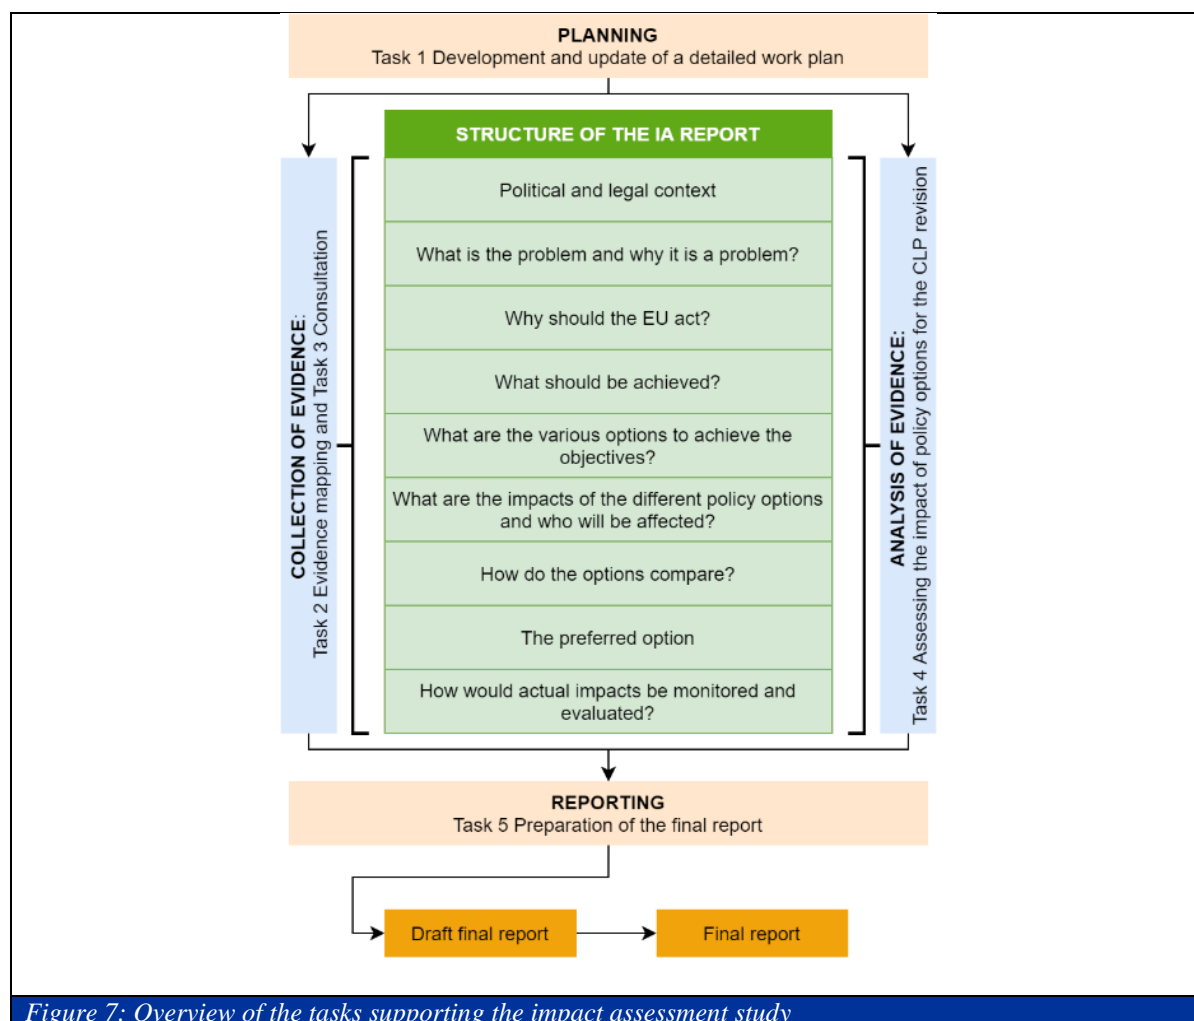 PLANNING
Task 1 Development and update of a detailed work plan
STRUCTURE OF THE IA REPORT
Political and legal context
What is the problem and why it is a problem?
Why should the EU act?
What should be achieved?
What are the various options to achieve the
objectives?
What are the impacts of the different policy options
and who will be affected?
How do the options compare?
The preferred option
How would actual impacts be monitored and
evaluated?
COLLECTION OF EVIDENCE:
Task 2 Evidence mapping and Task 3 Consultation
ANALYSIS OF EVIDENCE:
Task 4 Assessing the impact of policy options for the CLP revision
REPORTING
Task 5 Preparation of the final report
Draft final report
Final report
Figure 7: Overview of the tasks supporting the impact assessment study